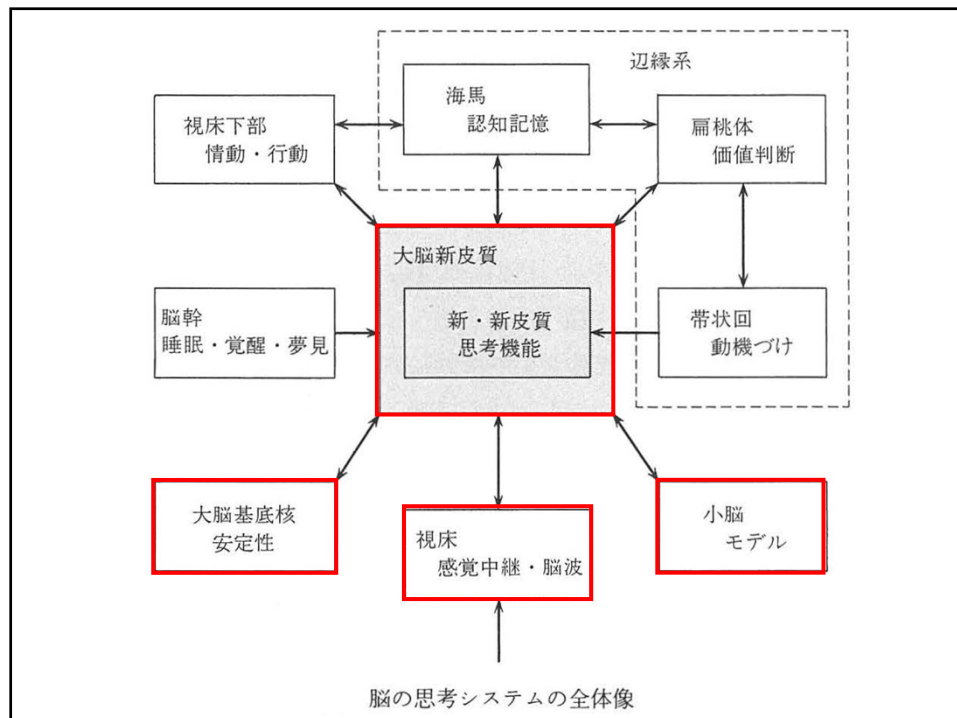 辺縁系
海馬
認知記憶
視床下部
情動・行動
扁桃体
価値判断
大脳新皮質
新・新皮質
思考機能
脳幹
睡眠・覚醒・夢見
帯状回
動機づけ
大脳基底核
安定性
視床
感覚中継・脳波
小脳
モデル
脳の思考システムの全体像